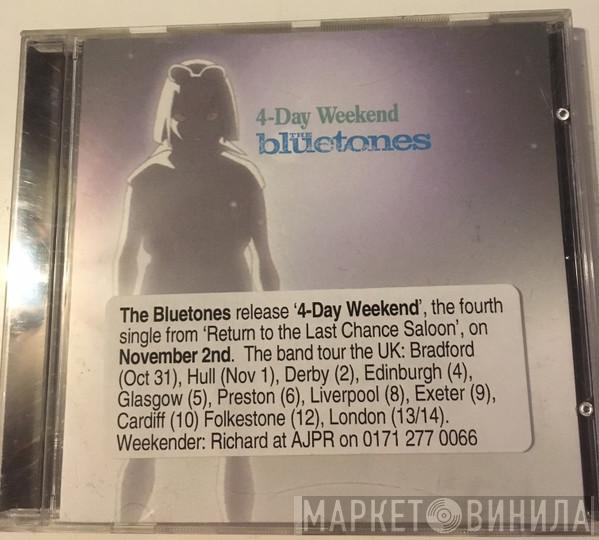 4-Day Weekend
THE
bluetones
The Bluetones release '4-Day Weekend', the fourth
single from 'Return to the Last Chance Saloon', on
November 2nd. The band tour the UK: Bradford
(Oct 31), Hull (Nov 1), Derby (2), Edinburgh (4),
Glasgow (5), Preston (6), Liverpool (8), Exeter (9),
Cardiff (10) Folkestone (12), London (13/14).
Weekender: Richard at AJPR on 0171 277 0066
МАРКЕТ ВИНИЛА